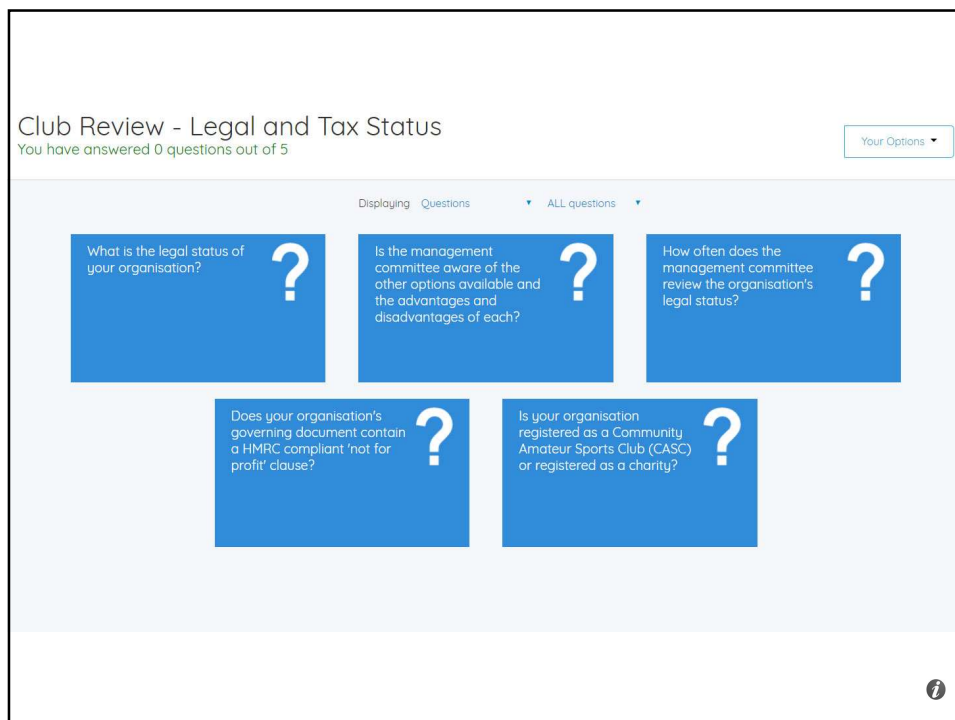 Club Review - Legal and Tax Status
You have answered 0 questions out of 5
Your Options
Displaying Questions ALL questions
What is the legal status of
your organisation?
?
Is the management
committee aware of the
other options available and
the advantages and
disadvantages of each?
?
How often does the
management committee
review the organisation's
legal status?
?
Does your organisation's
governing document contain
a HMRC compliant 'not for
profit' clause?
?
Is your organisation
registered as a Community
Amateur Sports Club (CASC)
or registered as a charity?
?
i